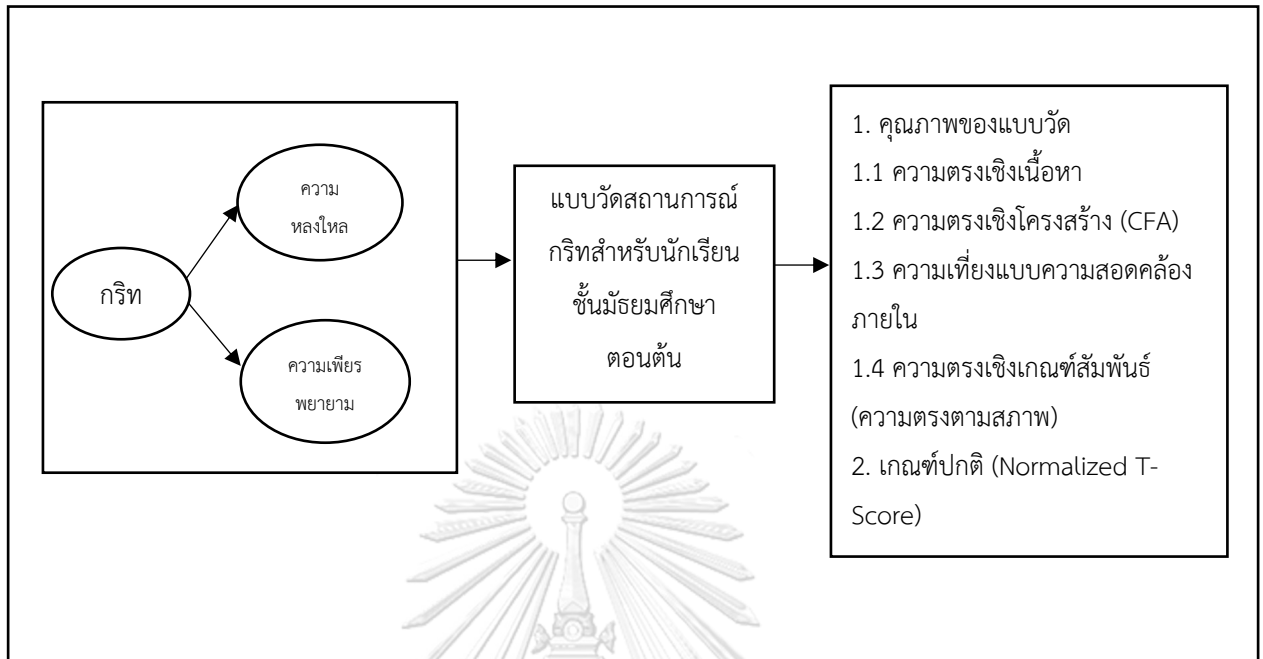 กริท
ความ
หลงใหล
ความเพียร
พยายาม
แบบวัดสถานการณ์
กริทสำหรับนักเรียน
ชั้นมัธยมศึกษา
ตอนต้น
1. คุณภาพของแบบวัด
1.1 ความตรงเชิงเนื้อหา
1.2 ความตรงเชิงโครงสร้าง (CFA)
1.3 ความเที่ยงแบบความสอดคล้อง
ภายใน
1.4 ความตรงเชิงเกณฑ์สัมพันธ์
(ความตรงตามสภาพ)
2. เกณฑ์ปกติ (Normalized T-
Score)